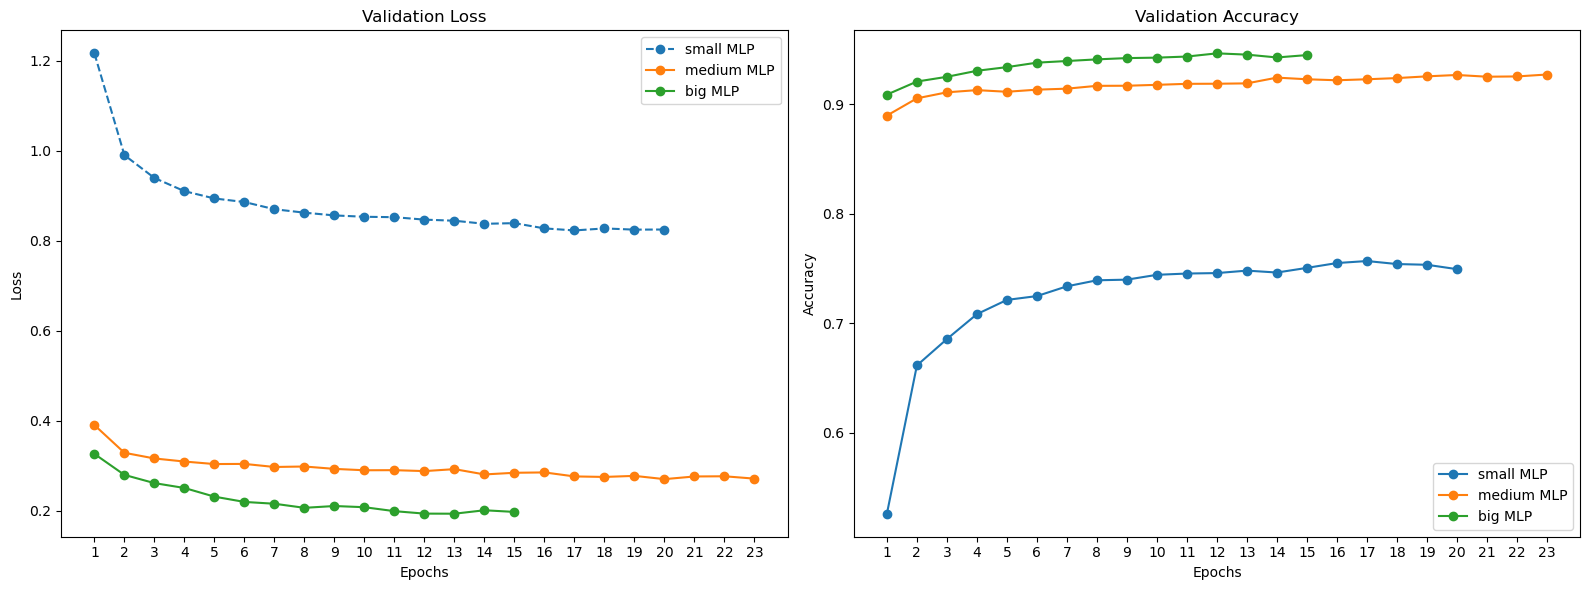 Validation Loss
Loss
1.2
1.0
0.8
0.6
0.4
0.2
small MLP
medium MLP
big MLP
1 2 3 4 5 6 7 8 9 10 11 12 13 14 15 16 17 18 19 20 21 22 23
Epochs
Validation Accuracy
Accuracy
0.9
0.8
0.7
0.6
small MLP
medium MLP
big MLP
1 2 3 4 5 6 7 8 9 10 11 12 13 14 15 16 17 18 19 20 21 22 23
Epochs